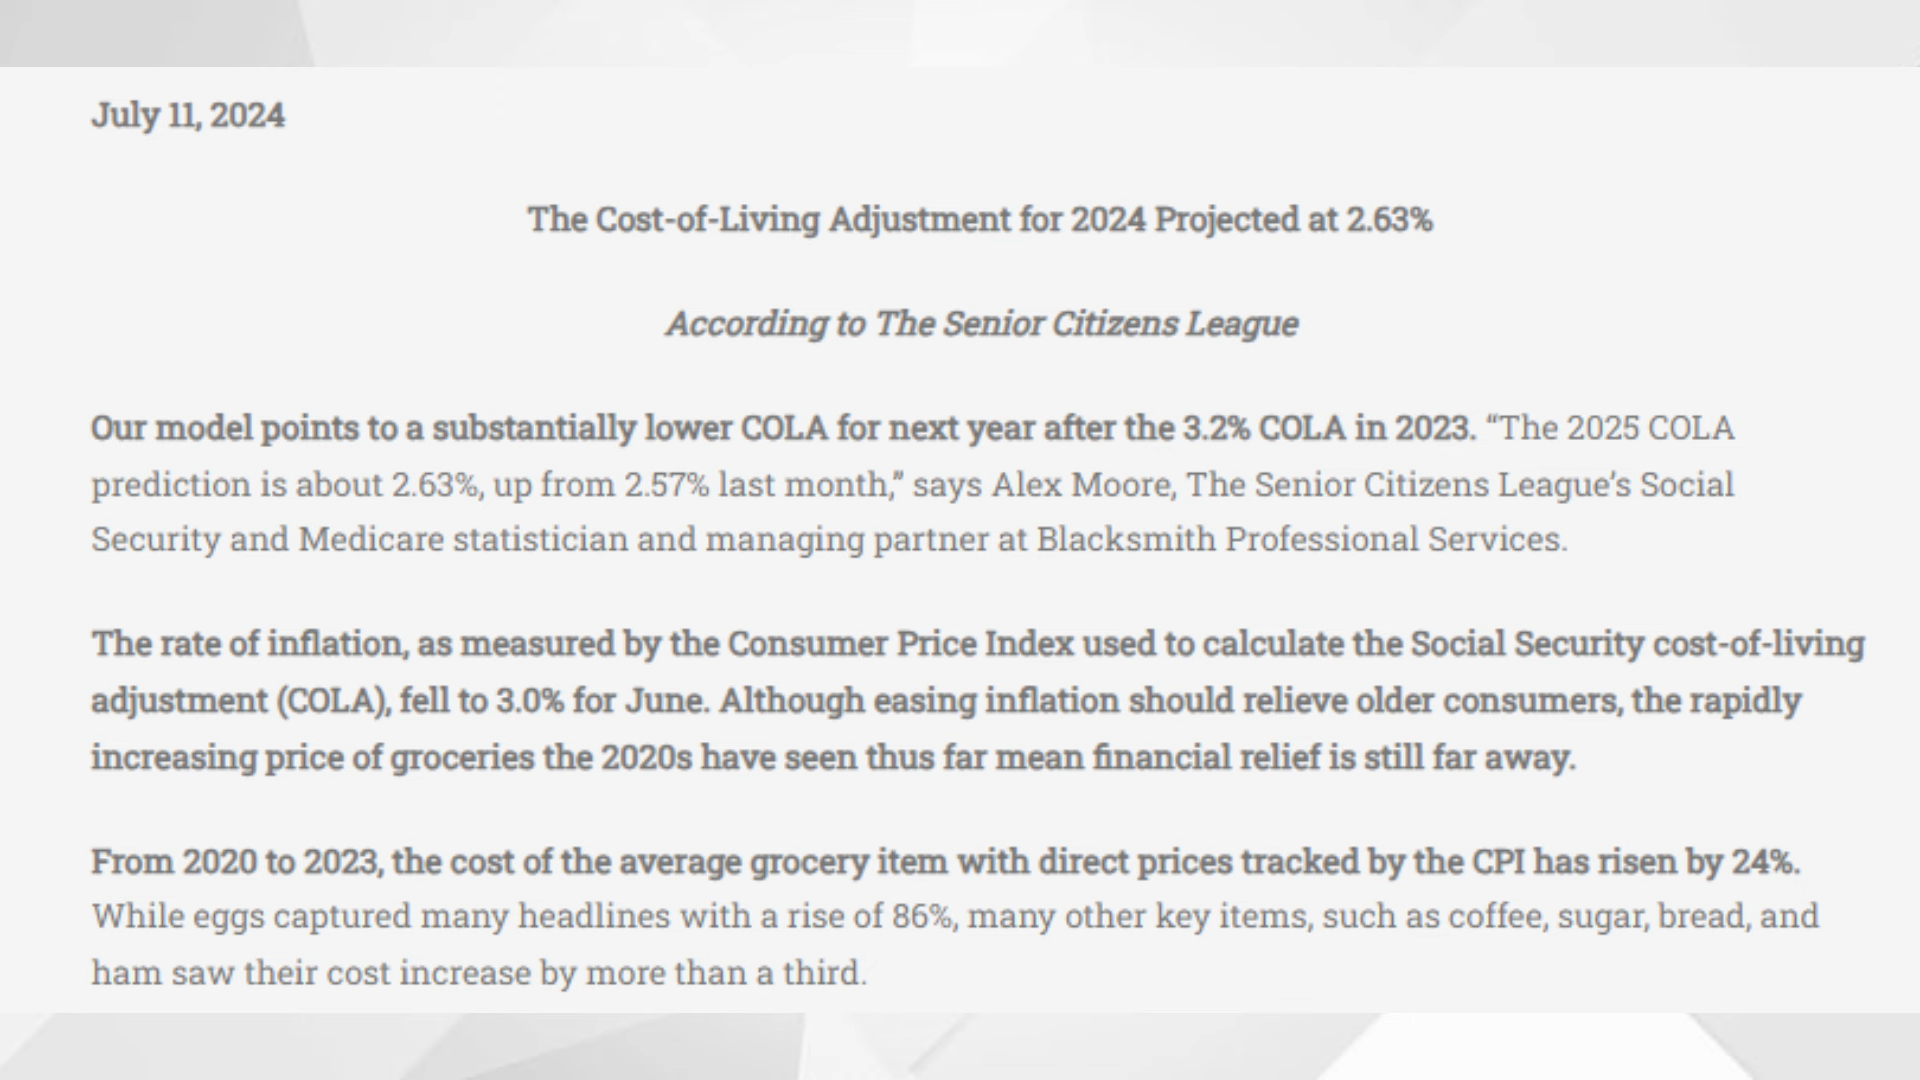 July 11, 2024
The Cost-of-Living Adjustment for 2024 Projected at 2.63%
According to The Senior Citizens League
Our model points to a substantially lower COLA for next year after the 3.2% COLA in 2023. “The 2025 COLA
prediction is about 2.63%, up from 2.57% last month,” says Alex Moore, The Senior Citizens League’s Social
Security and Medicare statistician and managing partner at Blacksmith Professional Services.
The rate of inflation, as measured by the Consumer Price Index used to calculate the Social Security cost-of-living
adjustment (COLA), fell to 3.0% for June. Although easing inflation should relieve older consumers, the rapidly
increasing price of groceries the 2020s have seen thus far mean financial relief is still far away.
From 2020 to 2023, the cost of the average grocery item with direct prices tracked by the CPI has risen by 24%.
While eggs captured many headlines with a rise of 86%, many other key items, such as coffee, sugar, bread, and
ham saw their cost increase by more than a third.